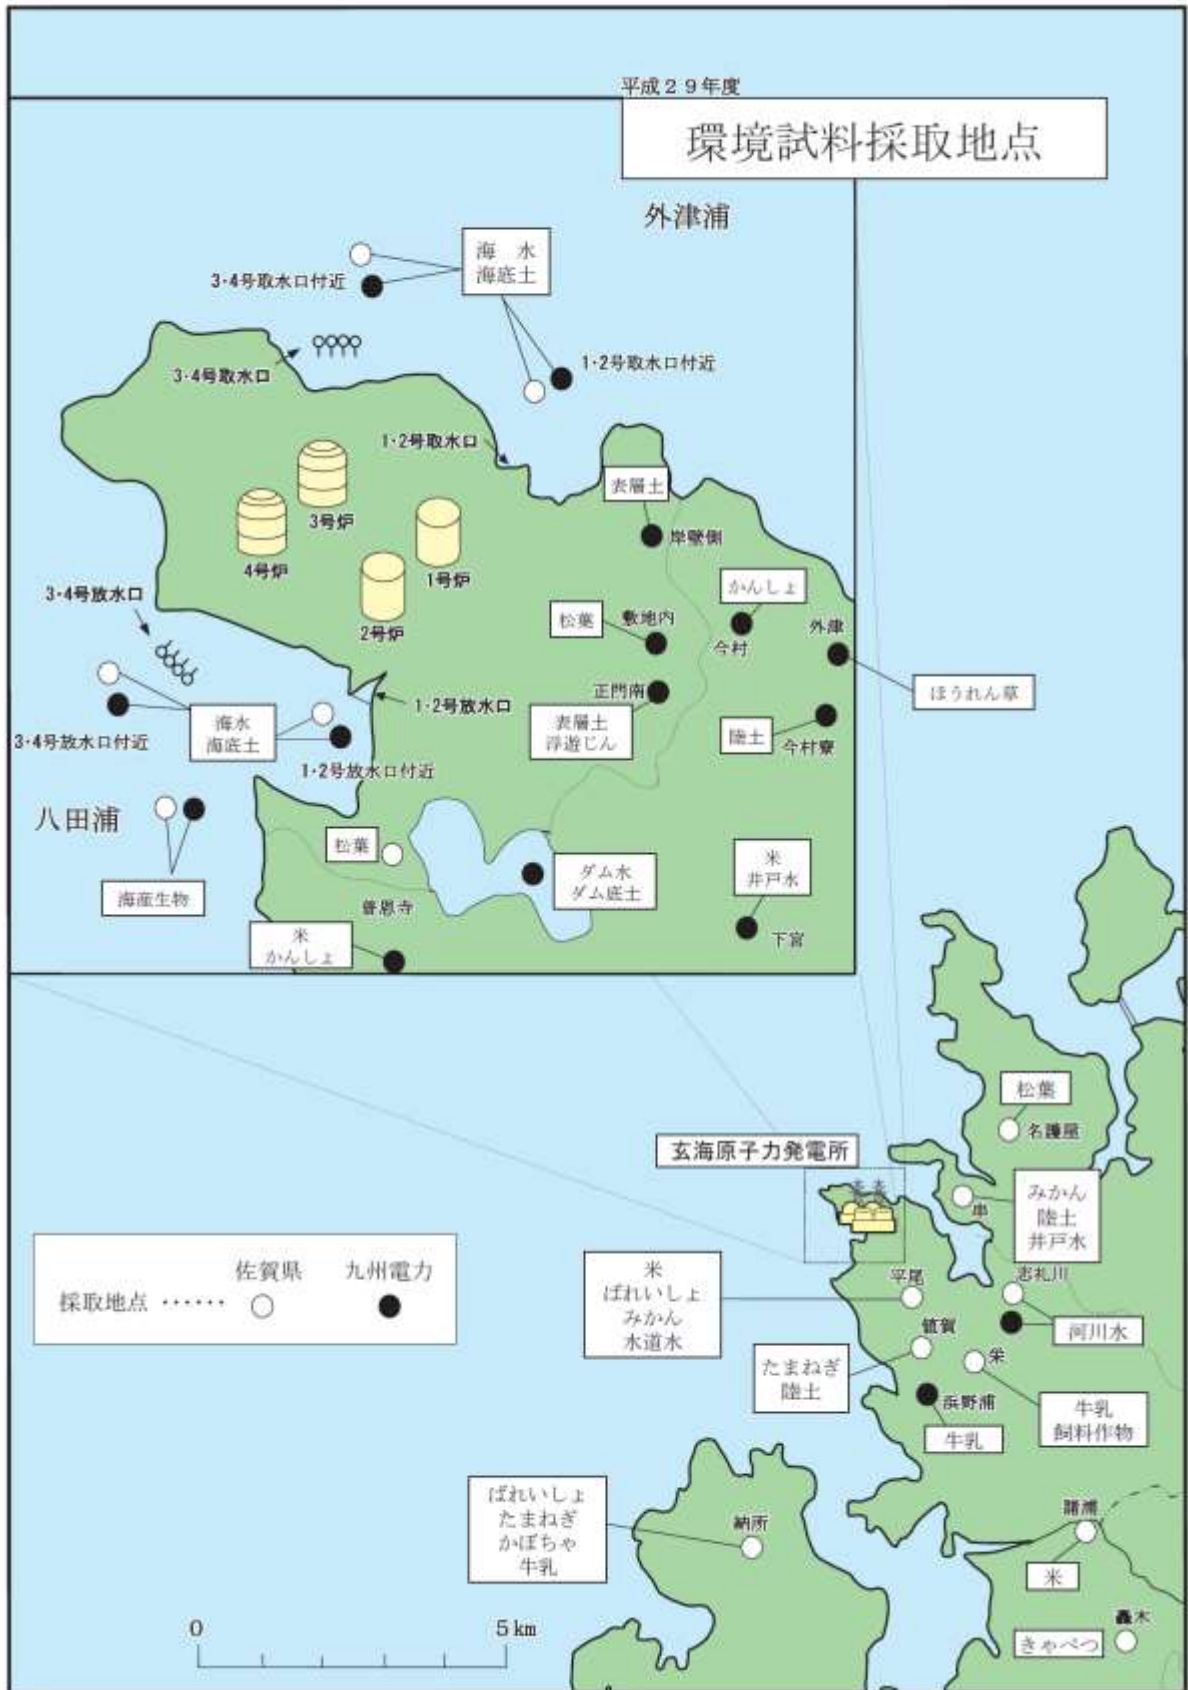 平成２９年度
環境試料採取地点
外津浦
海　水
海底土
3・4号取水口付近
1・2号取水口付近
3・4号取水口
1・2号取水口
表層土
岸壁側
3号炉
4号炉
1号炉
2号炉
かんしょ
今村
松葉
敷地内
外津
ほうれん草
3・4号放水口
正門南
表層土
浮遊じん
1・2号放水口
陸土
今村寮
海水
海底土
3・4号放水口付近
1・2号放水口付近
八田浦
海産生物
松葉
普恩寺
ダム水
ダム底土
米
井戸水
下宮
米
かんしょ
松葉
名護屋
玄海原子力発電所
串
みかん
陸土
井戸水
佐賀県
九州電力
採取地点 ‥‥‥
米
ばれいしょ
みかん
水道水
平尾
志礼川
河川水
値賀
たまねぎ
陸土
栄
牛乳
飼料作物
浜野浦
牛乳
ばれいしょ
たまねぎ
かぼちゃ
牛乳
納所
諸浦
米
轟木
きゃべつ
0
5㎞